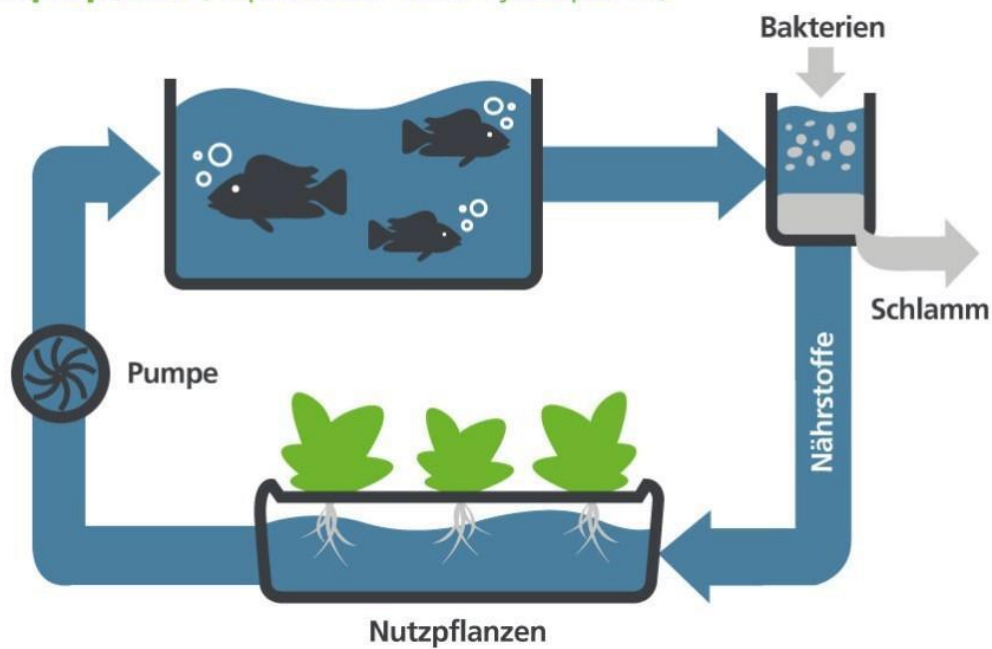 Bakterien
Schlamm
Pumpe
Nährstoffe
Nutzpflanzen